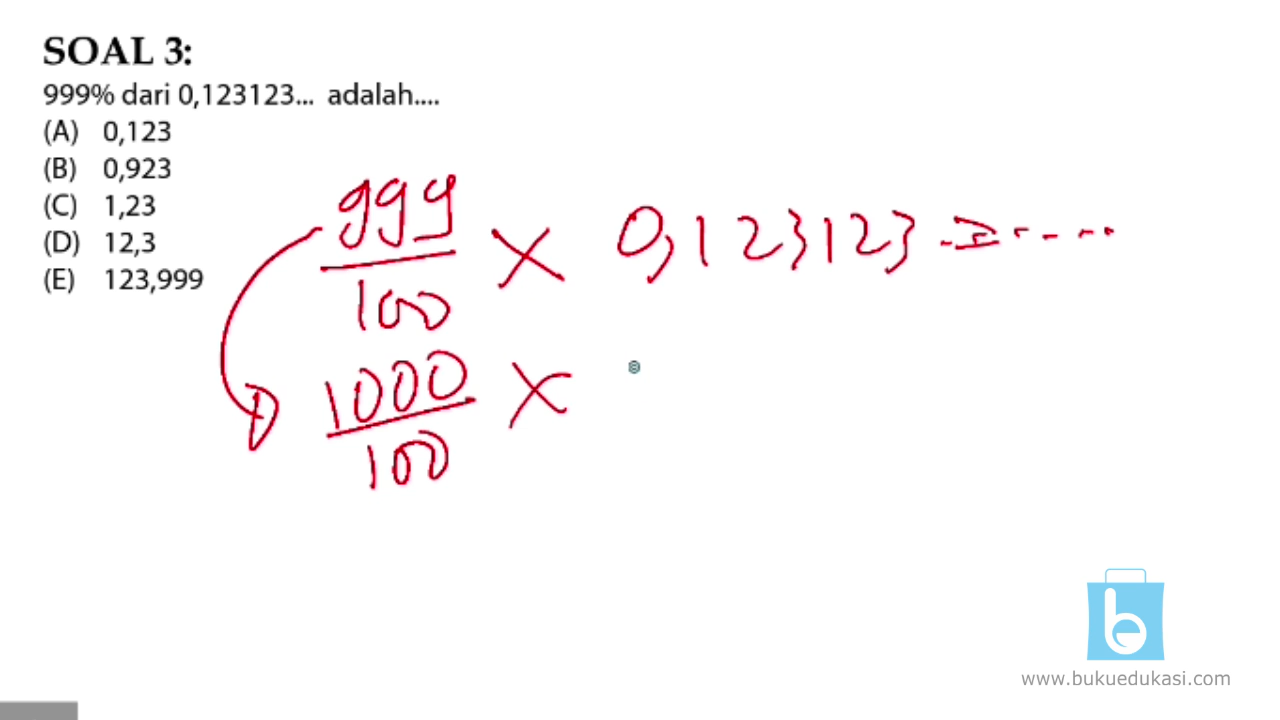 SOAL 3:
999% dari 0,123123... adalah....
(A) 0,123
(B) 0,923
(C) 1,23
(D) 12,3
(E) 123,999
999
100
× 0,123123
1000
100
×
b
www.bukuedukasi.com